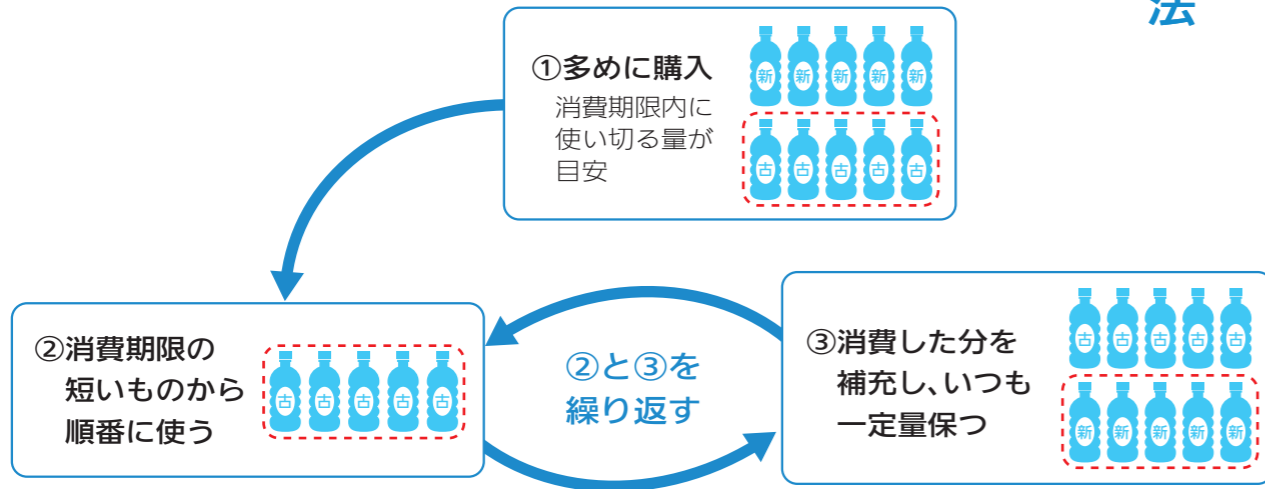 法
①多めに購入
消費期限内に
使い切る量が
目安
新 新 新 新 新
古 古 古 古 古
②消費期限の
短いものから
順番に使う
古 古 古 古 古
②と③を
繰り返す
③消費した分を
補充し、いつも
一定量保つ
古 古 古 古 古
新 新 新 新 新